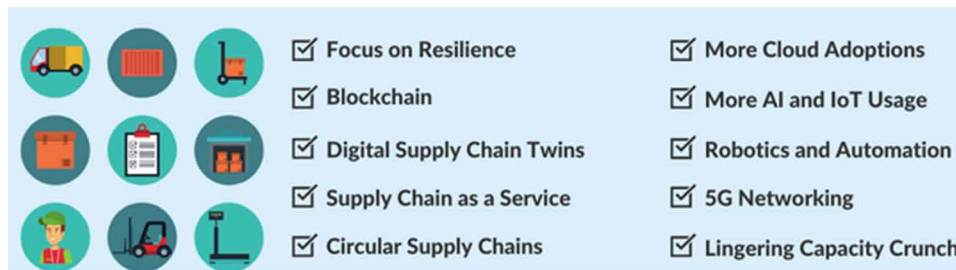 Focus on Resilience
Blockchain
Digital Supply Chain Twins
Supply Chain as a Service
Circular Supply Chains
More Cloud Adoptions
More AI and IoT Usage
Robotics and Automation
5G Networking
Lingering Capacity Crunch